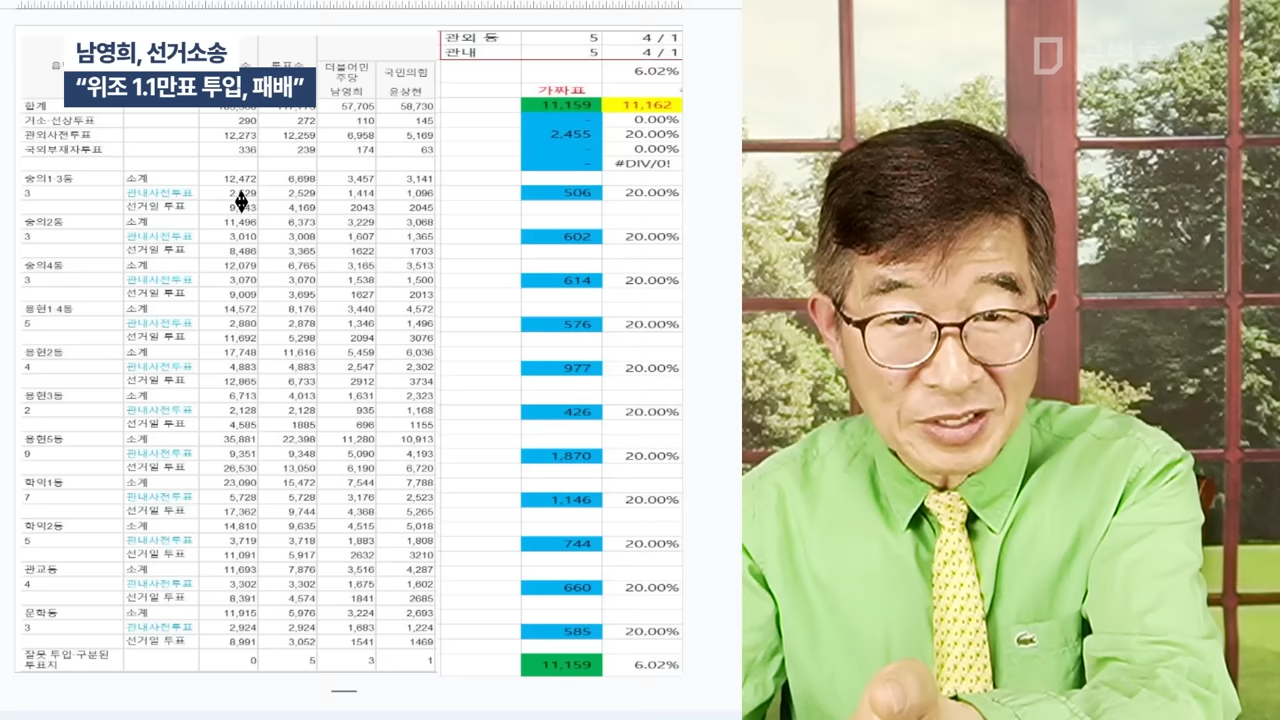 남영희, 선거소송
“위조 1.1만표 투입, 패배”
더불어민
주당
남영희
국민의힘
윤상현
관외 등 5 4 / 1
관내 5 4 / 1
6.02%
가짜표
합계 57,705 58,730 11,159 11,162
거소·선상투표 290 272 110 145 - 0.00%
관외사전투표 12,273 12,259 6,958 5,169 2,455 20.00%
국외부재자투표 336 239 174 63 - 0.00%
- #DIV/0!
숭의1·3동 소계 12,472 6,698 3,457 3,141
3 관내사전투표 2,529 1,414 1,096 506 20.00%
선거일 투표 4,169 2043 2045
숭의2동 소계 11,496 6,373 3,229 3,068
3 관내사전투표 3,010 3,008 1,607 1,365 602 20.00%
선거일 투표 8,486 3,365 1622 1703
숭의4동 소계 12,079 6,765 3,165 3,513
3 관내사전투표 3,070 3,070 1,538 1,500 614 20.00%
선거일 투표 9,009 3,695 1627 2013
용현1·4동 소계 14,572 8,176 3,440 4,572
5 관내사전투표 2,880 2,878 1,346 1,496 576 20.00%
선거일 투표 11,692 5,298 2094 3076
용현2동 소계 17,748 11,616 5,459 6,036
4 관내사전투표 4,883 4,883 2,547 2,302 977 20.00%
선거일 투표 12,865 6,733 2912 3734
용현3동 소계 6,713 4,013 1,631 2,323
2 관내사전투표 2,128 2,128 935 1,168 426 20.00%
선거일 투표 4,585 1885 696 1155
용현5동 소계 35,881 22,398 11,280 10,913
9 관내사전투표 9,351 9,348 5,090 4,193 1,870 20.00%
선거일 투표 26,530 13,050 6,190 6,720
학익1동 소계 23,090 15,472 7,544 7,788
7 관내사전투표 5,728 5,728 3,176 2,523 1,146 20.00%
선거일 투표 17,362 9,744 4,368 5,265
학익2동 소계 14,810 9,635 4,515 5,018
5 관내사전투표 3,719 3,718 1,883 1,808 744 20.00%
선거일 투표 11,091 5,917 2632 3210
관교동 소계 11,693 7,876 3,516 4,287
4 관내사전투표 3,302 3,302 1,675 1,602 660 20.00%
선거일 투표 8,391 4,574 1841 2685
문학동 소계 11,915 5,976 3,224 2,693
3 관내사전투표 2,924 2,924 1,683 1,224 585 20.00%
선거일 투표 8,991 3,052 1541 1469
잘못 투입·구분된
투표지 0 5 3 1 11,159 6.02%